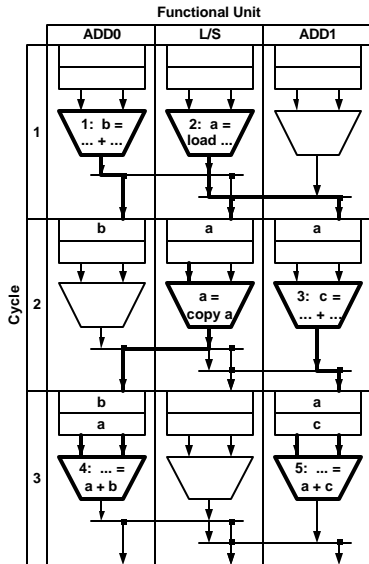 Functional Unit
ADD0 L/S ADD1
Cycle
1
1: b =
... + ...
2: a =
load ...
2
b a a
a =
copy a
3: c =
... + ...
3
b a
a c
4: ... =
a + b
5: ... =
a + c